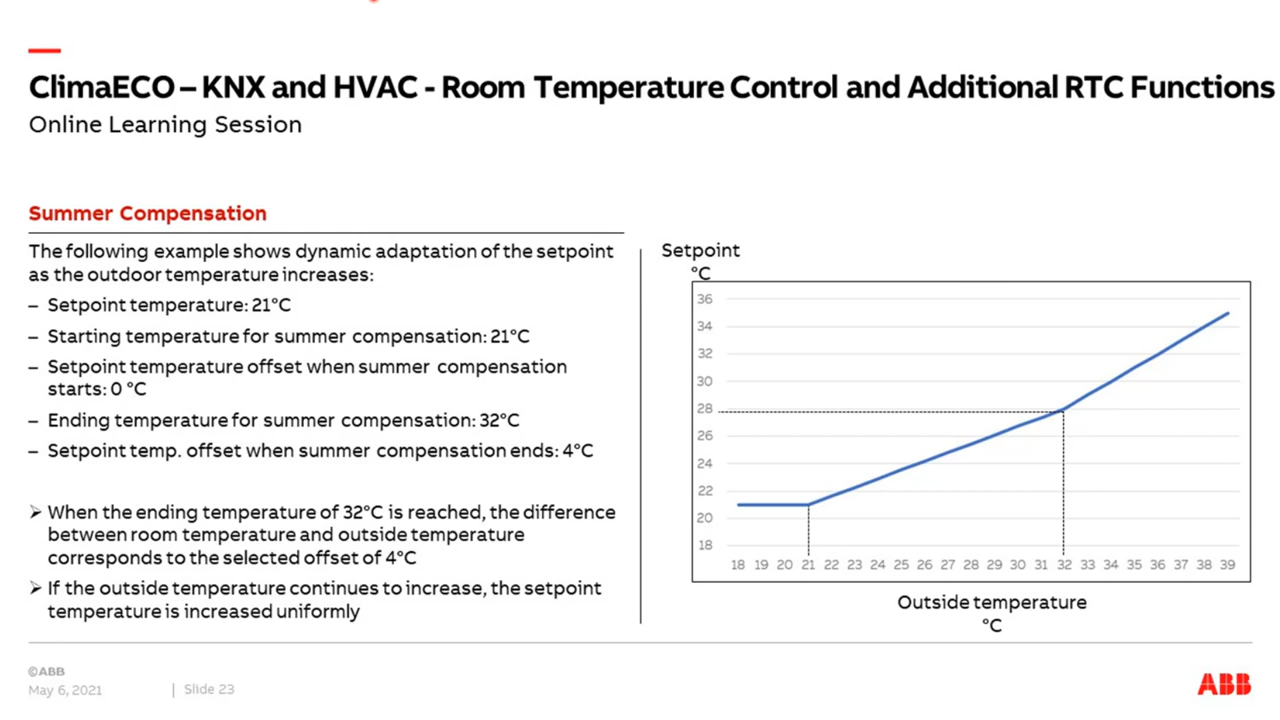 ClimaECO – KNX and HVAC - Room Temperature Control and Additional RTC Functions
Online Learning Session
Summer Compensation
The following example shows dynamic adaptation of the setpoint
as the outdoor temperature increases:
– Setpoint temperature: 21°C
– Starting temperature for summer compensation: 21°C
– Setpoint temperature offset when summer compensation
starts: 0 °C
– Ending temperature for summer compensation: 32°C
– Setpoint temp. offset when summer compensation ends: 4°C
➢ When the ending temperature of 32°C is reached, the difference
between room temperature and outside temperature
corresponds to the selected offset of 4°C
➢ If the outside temperature continues to increase, the setpoint
temperature is increased uniformly
Setpoint
°C
36
34
32
30
28
26
24
22
20
18
18 19 20 21 22 23 24 25 26 27 28 29 30 31 32 33 34 35 36 37 38 39
Outside temperature
°C
©ABB
May 6, 2021 | Slide 23
ABB